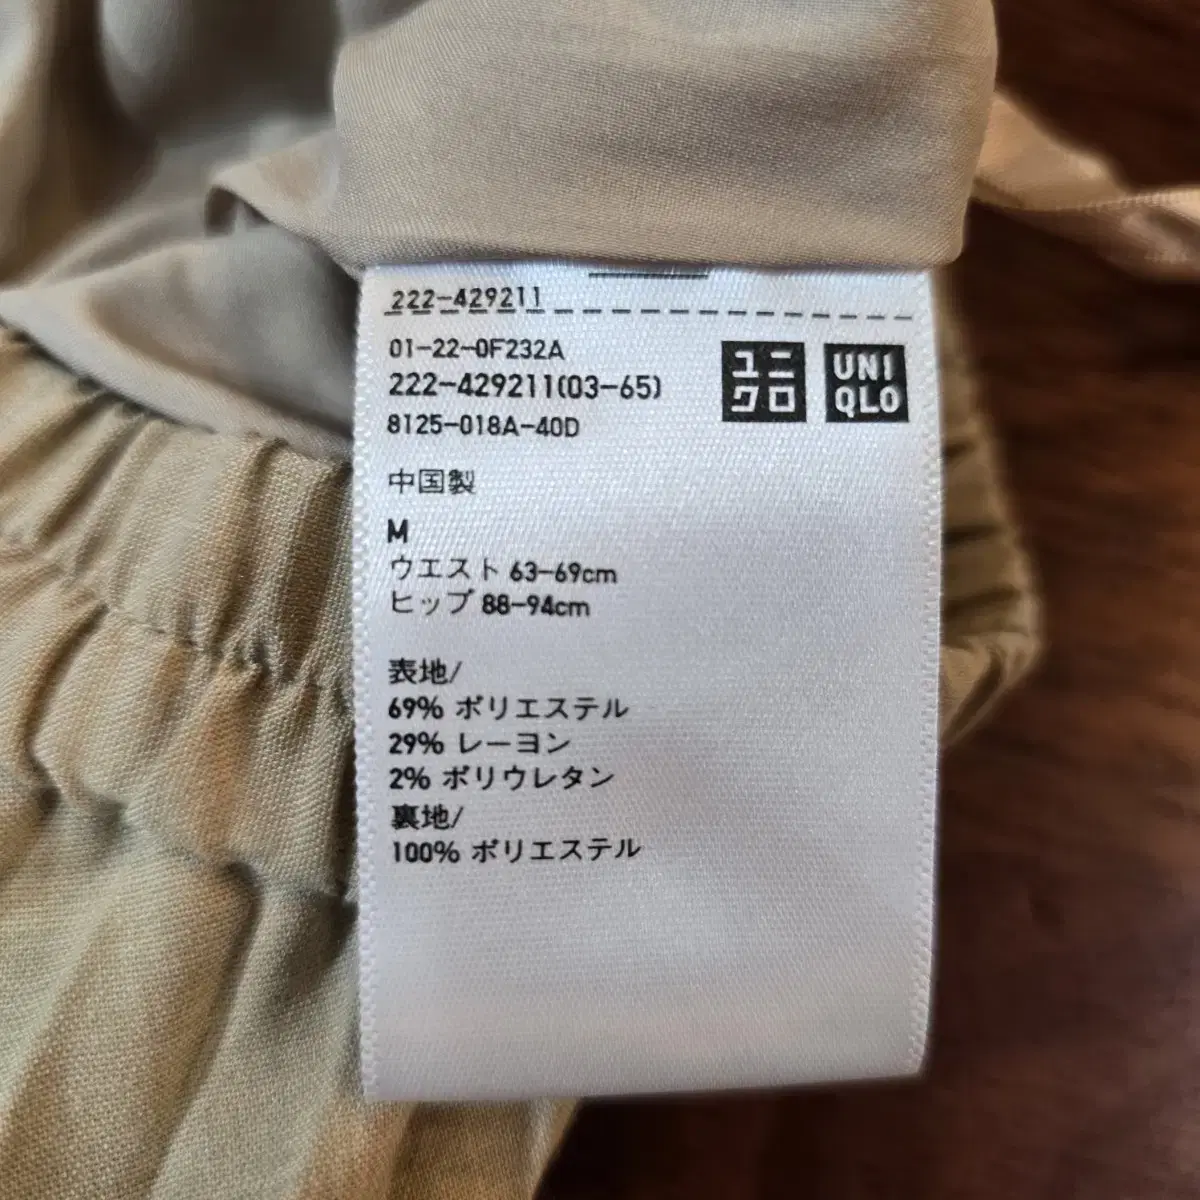 222-429211
01-22-0F232A
222-429211(03-65)
8125-018A-40D
ユニ
クロ
UNI
QLO
中国製
M
ウエスト 63-69cm
ヒップ 88-94cm
表地/
69% ポリエステル
29% レーヨン
2% ポリウレタン
裏地/
100% ポリエステル